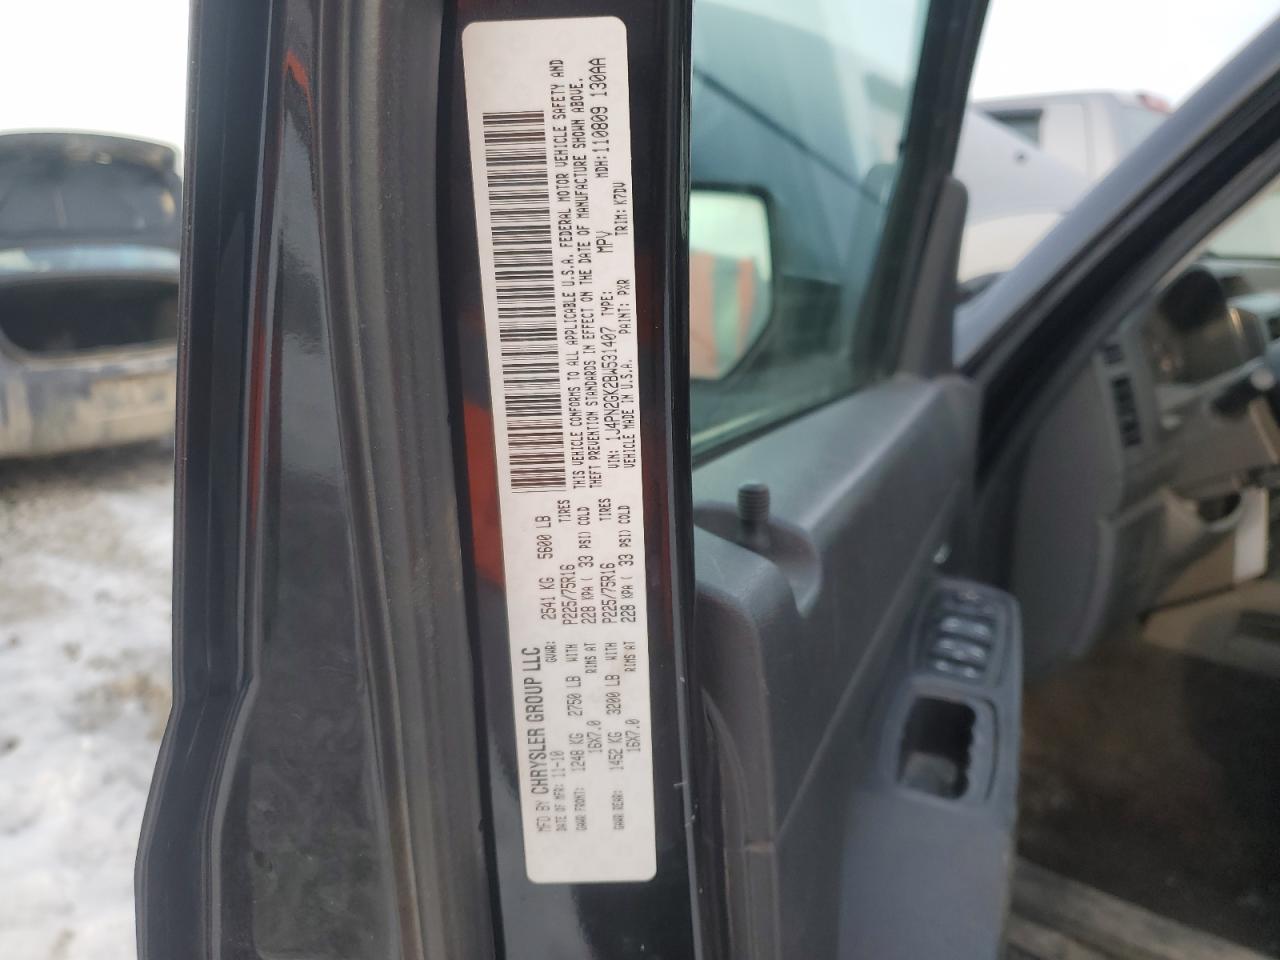 MFD BY CHRYSLER GROUP LLC
DATE OF MFR: 11-10 GVWR: 2541 KG 5600 LB
GAWR FRONT: 1248 KG 2750 LB WITH P225/75R16 TIRES
16X7.0 RIMS AT 228 KPA ( 33 PSI) COLD
GAWR REAR: 1452 KG 3200 LB WITH P225/75R16 TIRES
16X7.0 RIMS AT 228 KPA ( 33 PSI) COLD
THIS VEHICLE CONFORMS TO ALL APPLICABLE U.S.A. FEDERAL MOTOR VEHICLE SAFETY AND
THEFT PREVENTION STANDARDS IN EFFECT ON THE DATE OF MANUFACTURE SHOWN ABOVE.
VIN: 1J4PN2GK2BW531407 TYPE: MPV MDH: 110809 130AA
VEHICLE MADE IN U.S.A. PAINT: PXR TRIM: K7DV